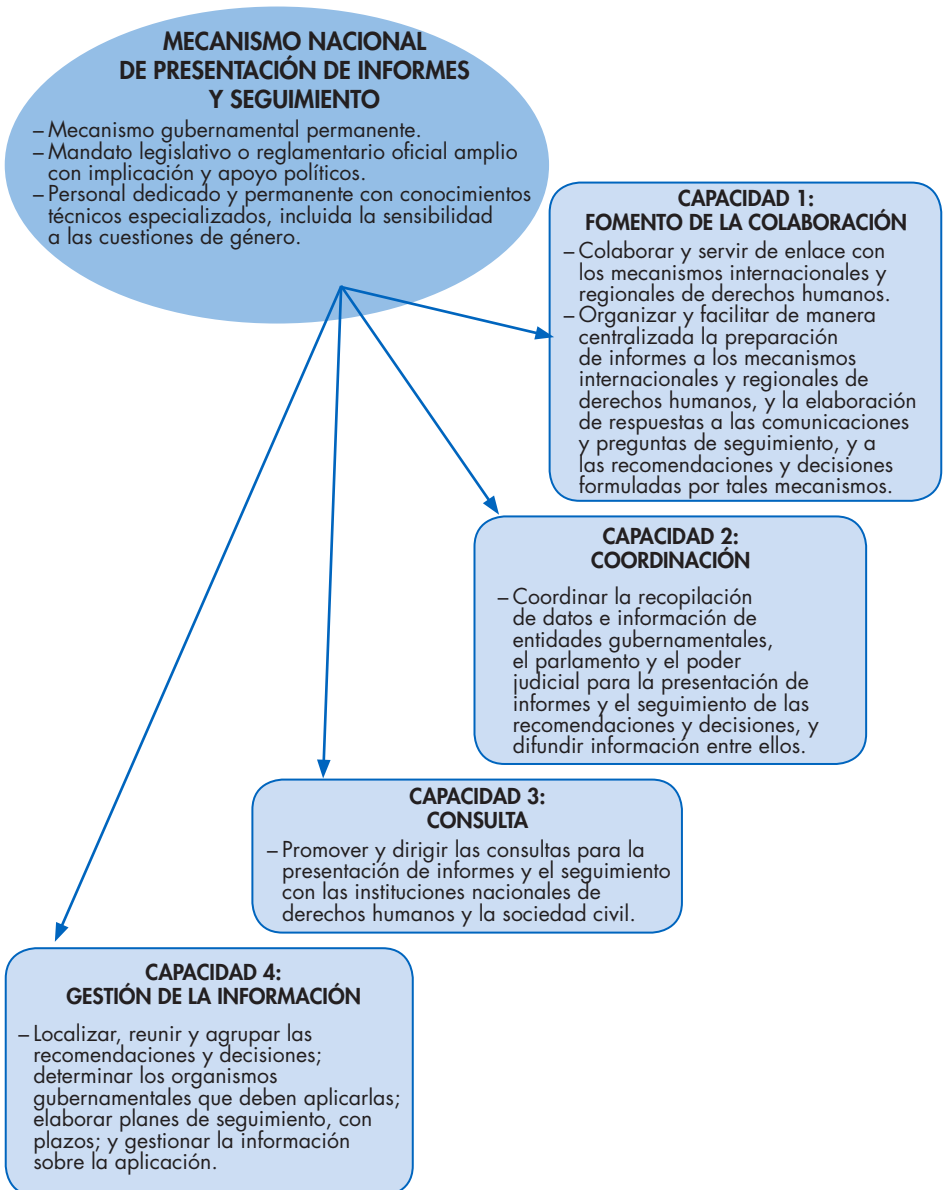 MECANISMO NACIONAL
DE PRESENTACIÓN DE INFORMES
Y SEGUIMIENTO
– Mecanismo gubernamental permanente.
– Mandato legislativo o reglamentario oficial amplio
con implicación y apoyo políticos.
– Personal dedicado y permanente con conocimientos
técnicos especializados, incluida la sensibilidad
a las cuestiones de género.
CAPACIDAD 1:
FOMENTO DE LA COLABORACIÓN
– Colaborar y servir de enlace con
los mecanismos internacionales y
regionales de derechos humanos.
– Organizar y facilitar de manera
centralizada la preparación
de informes a los mecanismos
internacionales y regionales de
derechos humanos, y la elaboración
de respuestas a las comunicaciones
y preguntas de seguimiento, y a
las recomendaciones y decisiones
formuladas por tales mecanismos.
CAPACIDAD 2:
COORDINACIÓN
– Coordinar la recopilación
de datos e información de
entidades gubernamentales,
el parlamento y el poder
judicial para la presentación de
informes y el seguimiento de las
recomendaciones y decisiones, y
difundir información entre ellos.
CAPACIDAD 3:
CONSULTA
– Promover y dirigir las consultas para la
presentación de informes y el seguimiento
con las instituciones nacionales de
derechos humanos y la sociedad civil.
CAPACIDAD 4:
GESTIÓN DE LA INFORMACIÓN
– Localizar, reunir y agrupar las
recomendaciones y decisiones;
determinar los organismos
gubernamentales que deben aplicarlas;
elaborar planes de seguimiento, con
plazos; y gestionar la información
sobre la aplicación.